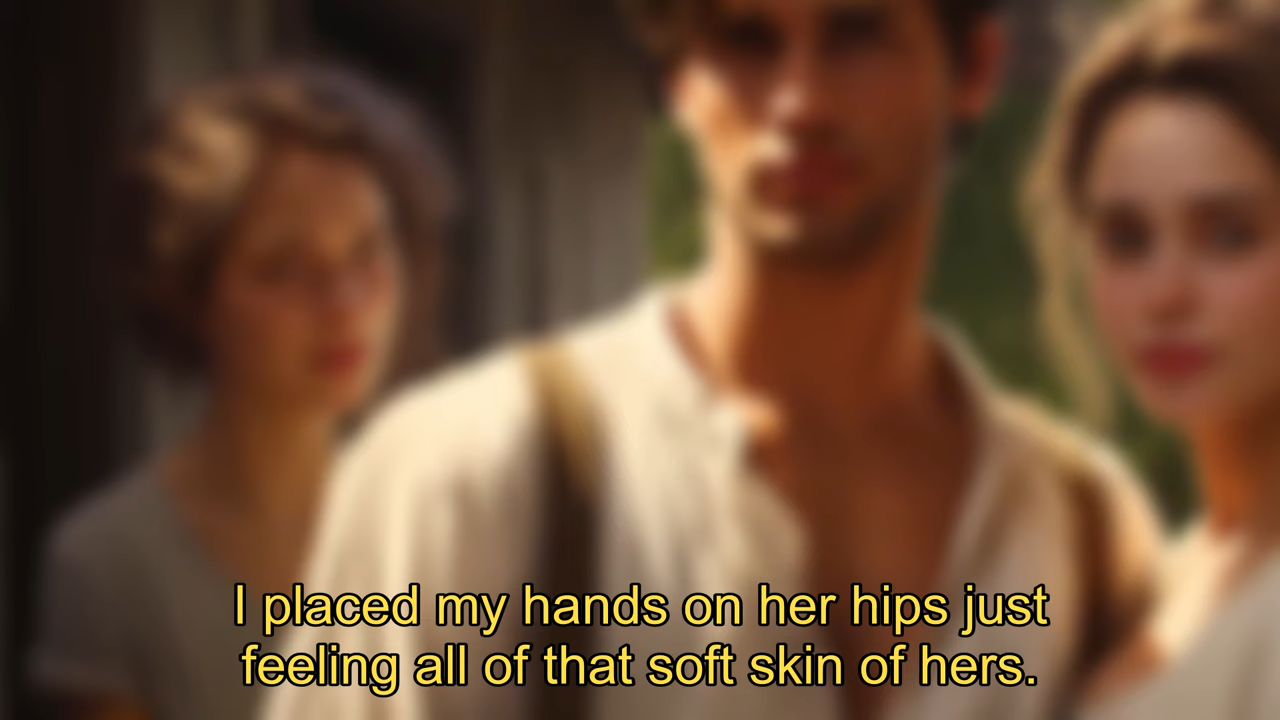 I placed my hands on her hips just
feeling all of that soft skin of hers.